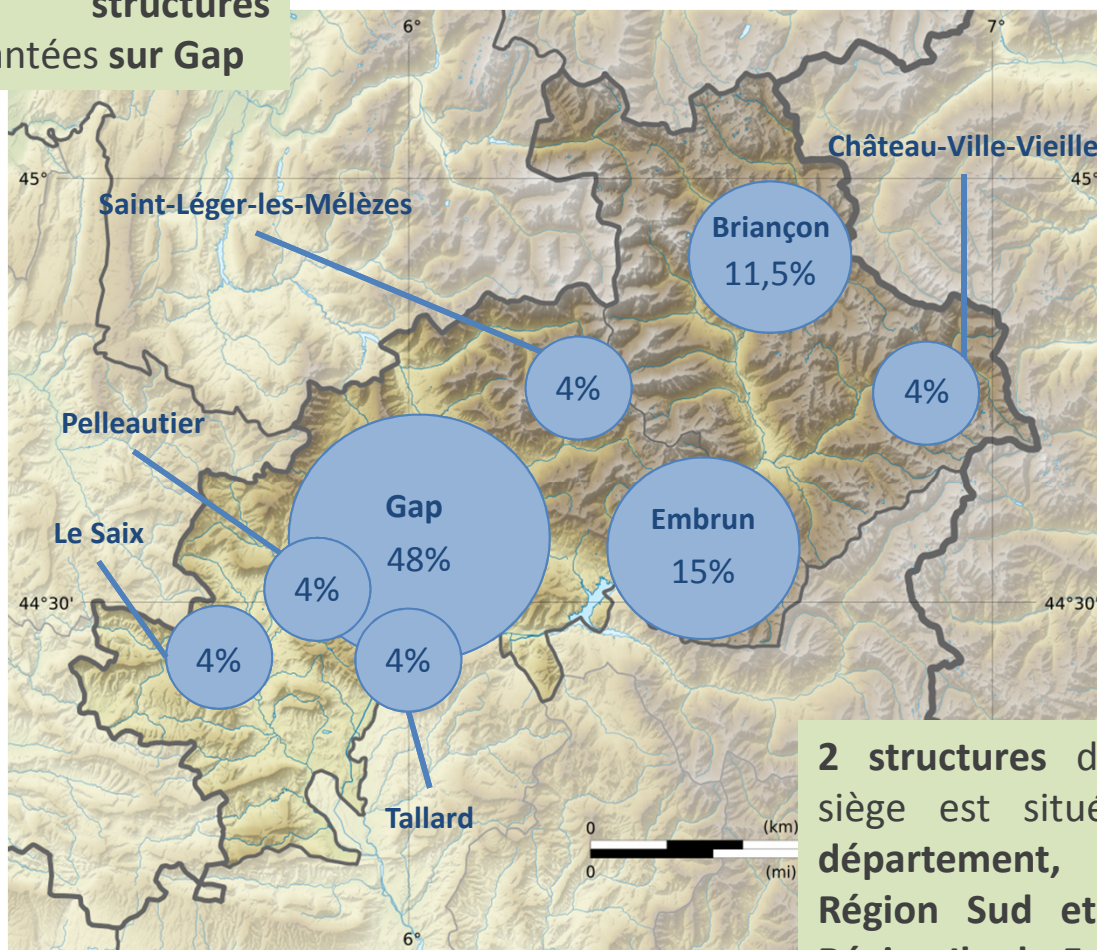 structures
sur Gap
6°
7°
Château-Ville-Vieille
45°
45°
Saint-Léger-les-Mélèzes
Briançon
11,5%
4%
4%
Pelleautier
Gap
48%
Le Saix
Embrun
15%
4%
44°30'
44°30'
4%
4%
Tallard
0
(km)
0
(mi)
2 structures
siège est
département,
Région Sud et
6°